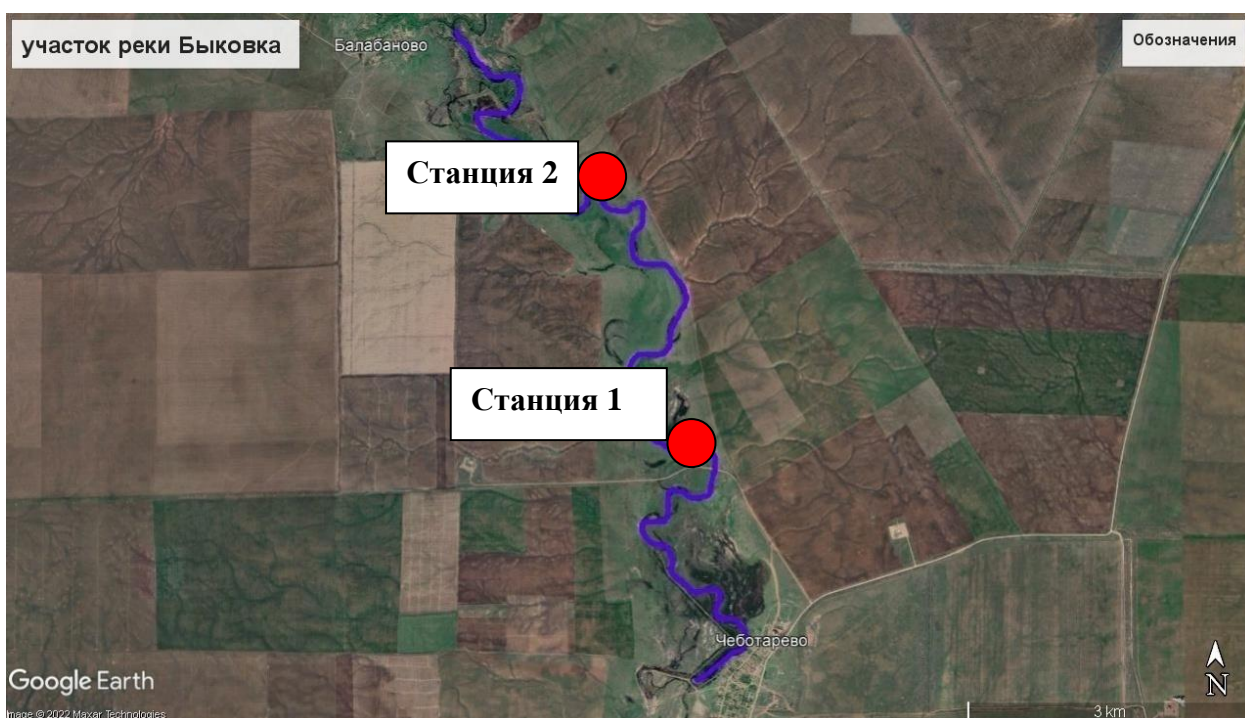 участок реки Быковка
Балабаново
Обозначения
Станция 2
Станция 1
Чеботарево
Google Earth
Image © 2022 Maxar Technologies
3 km
N